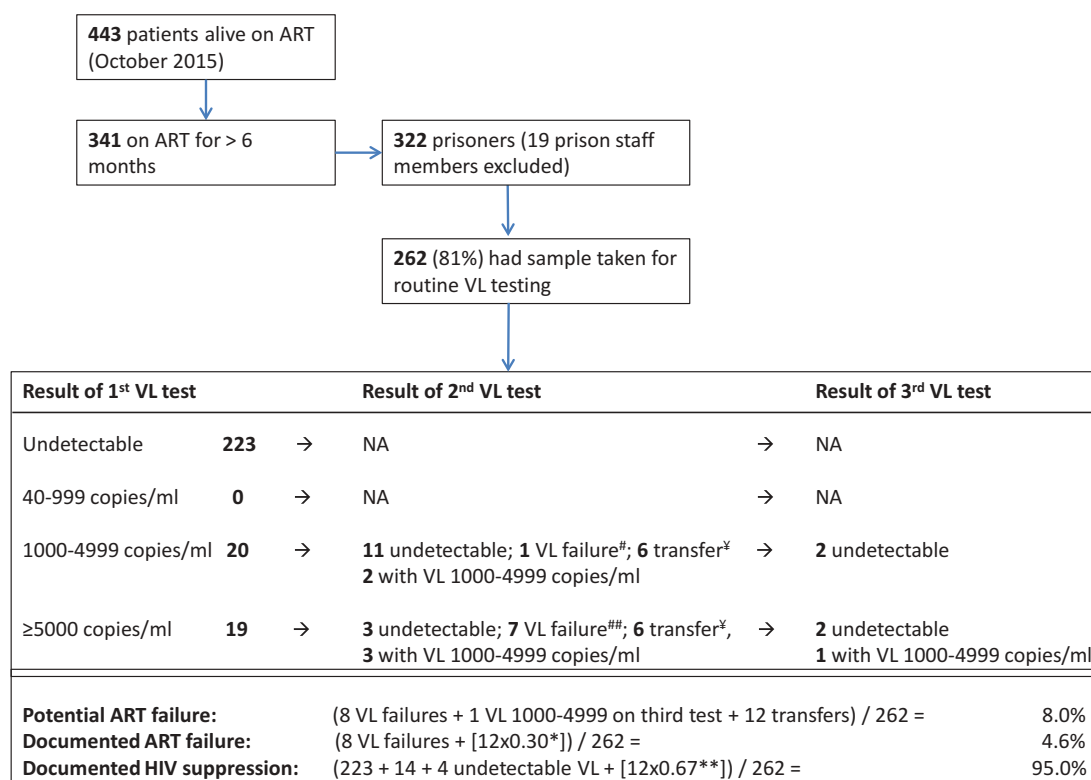 443 patients alive on ART
(October 2015)
341 on ART for > 6
months
322 prisoners (19 prison staff
members excluded)
262 (81%) had sample taken for
routine VL testing
Result of 1st VL test Result of 2nd VL test Result of 3rd VL test
Undetectable 223 → NA → NA
40-999 copies/ml 0 → NA → NA
1000-4999 copies/ml 20 → 11 undetectable; 1 VL failure#; 6 transfer¥ → 2 undetectable
2 with VL 1000-4999 copies/ml
≥5000 copies/ml 19 → 3 undetectable; 7 VL failure##; 6 transfer¥, → 2 undetectable
3 with VL 1000-4999 copies/ml 1 with VL 1000-4999 copies/ml
Potential ART failure: (8 VL failures + 1 VL 1000-4999 on third test + 12 transfers) / 262 = 8.0%
Documented ART failure: (8 VL failures + [12x0.30*]) / 262 = 4.6%
Documented HIV suppression: (223 + 14 + 4 undetectable VL + [12x0.67**]) / 262 = 95.0%